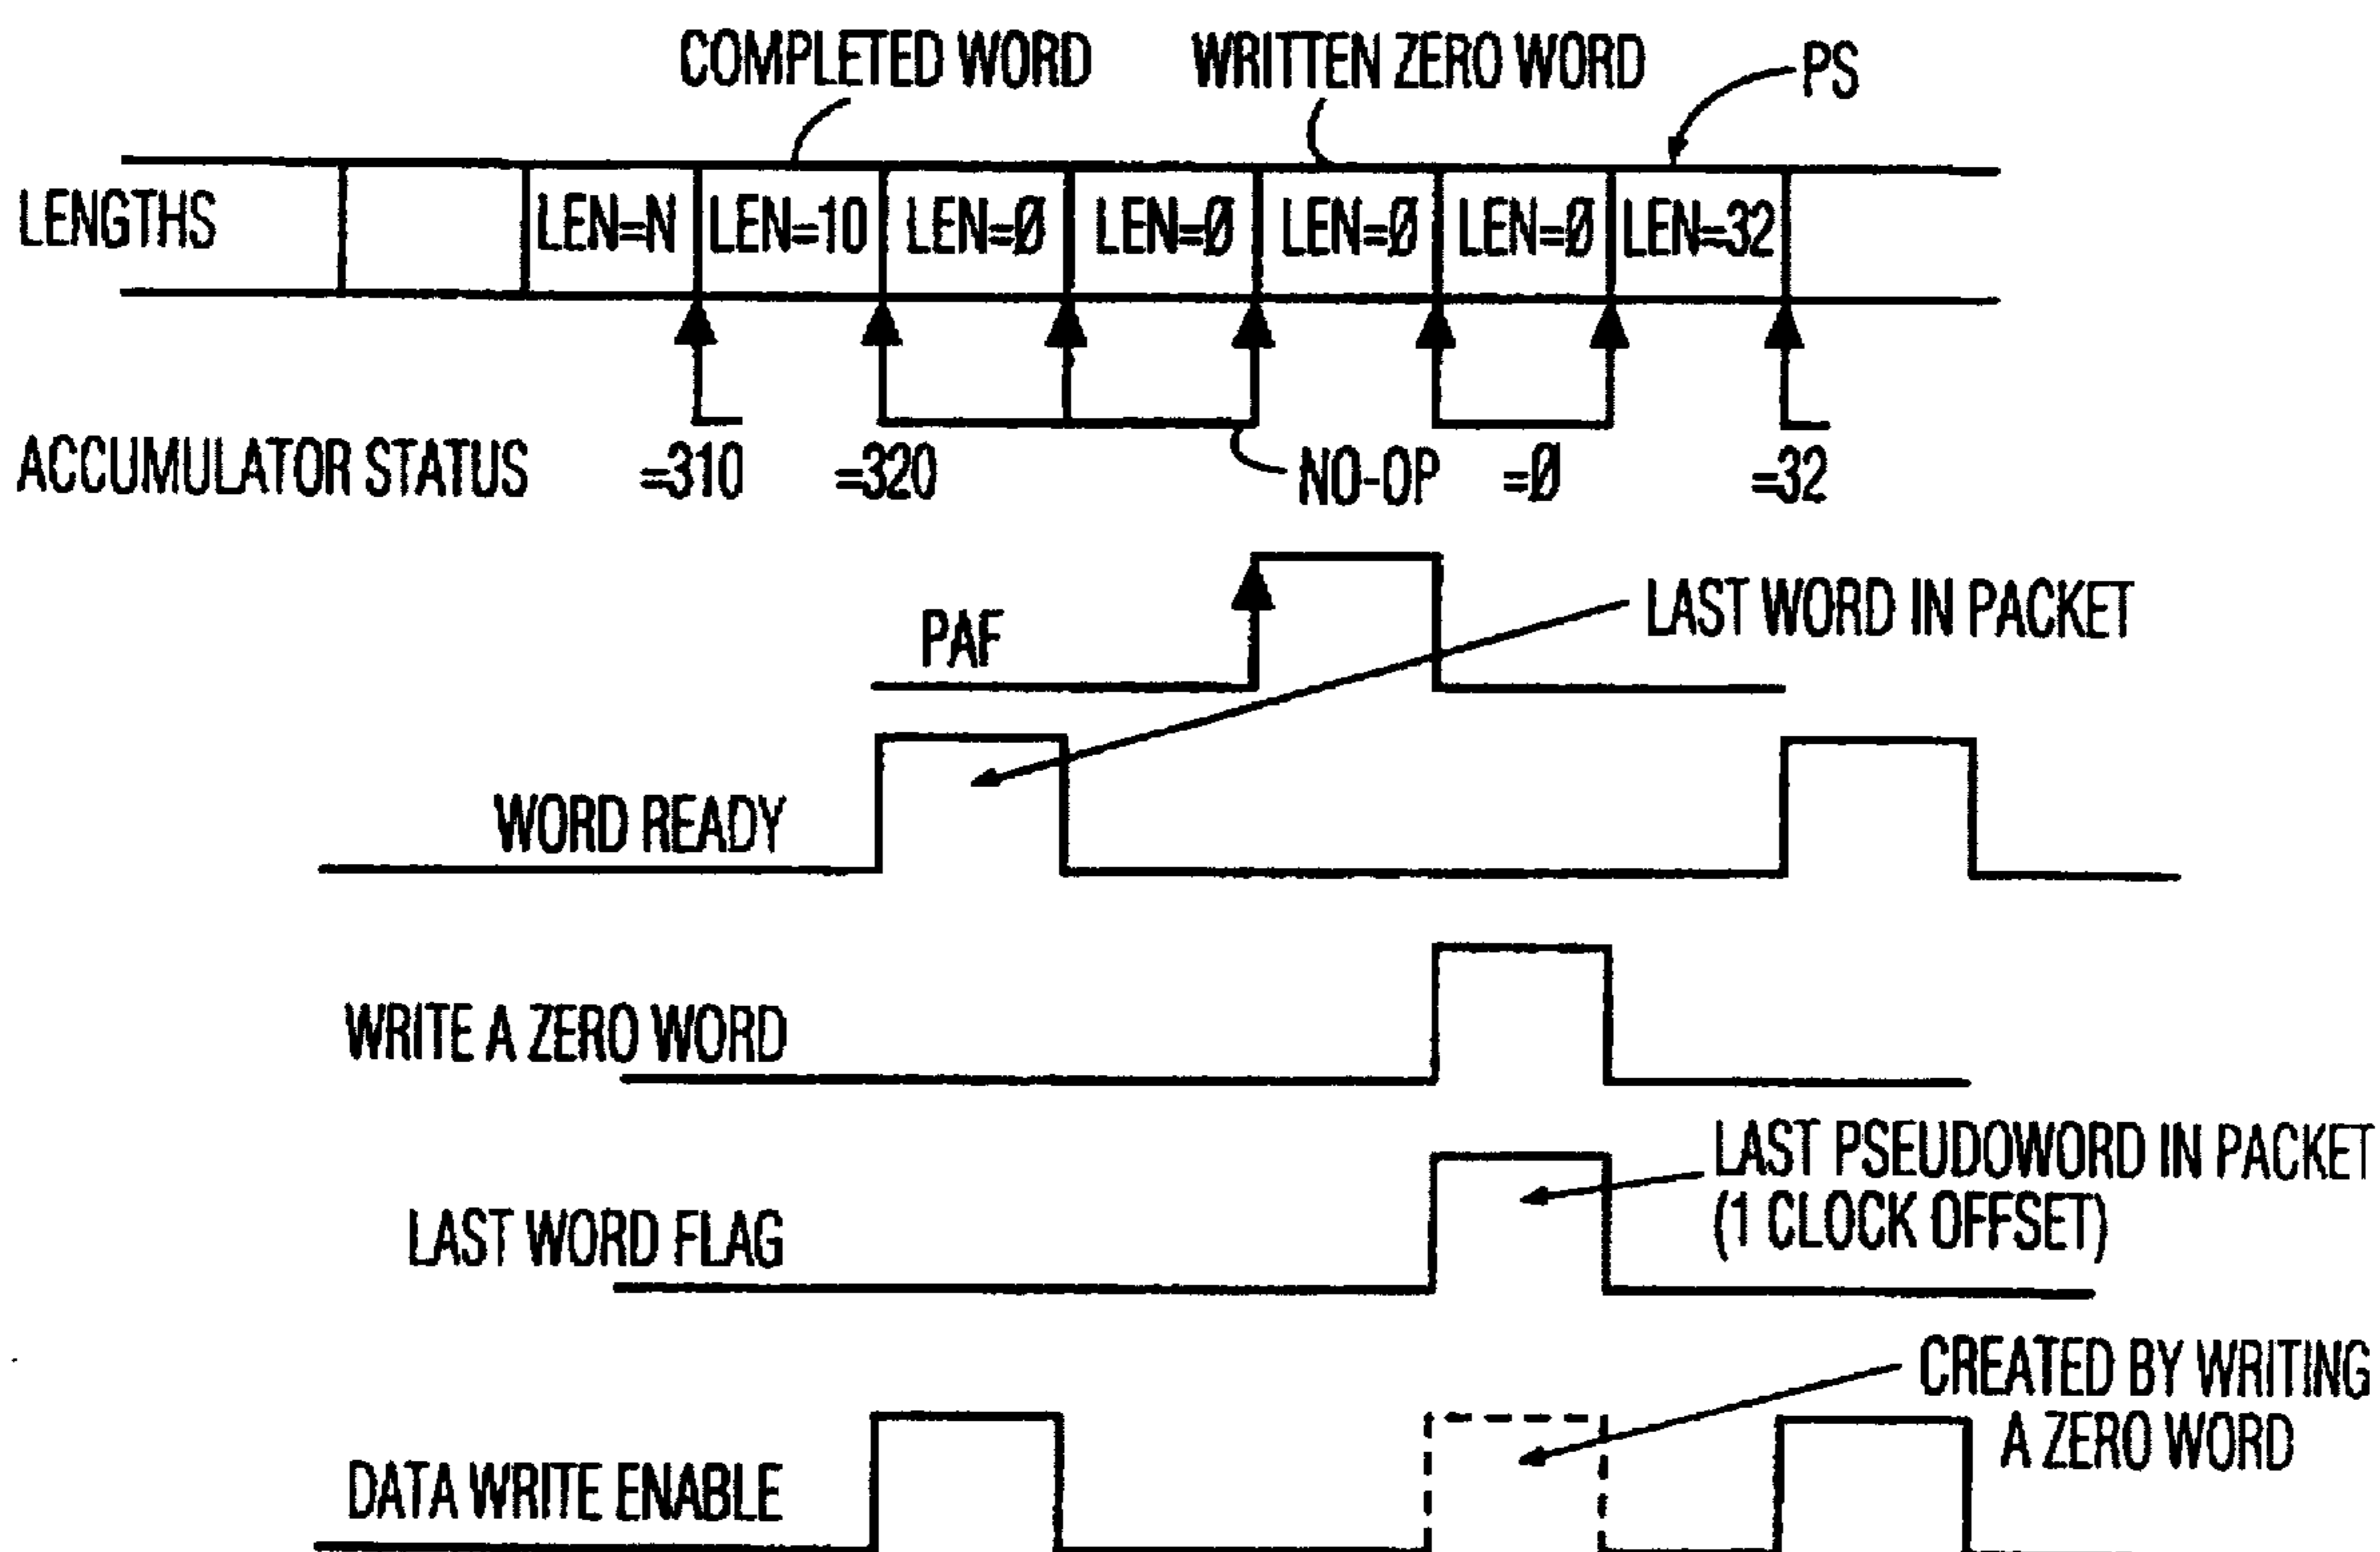 COMPLETED WORD WRITTEN ZERO WORD PS
LENGTHS LEN=N LEN=10 LEN=Ø LEN=Ø LEN=Ø LEN=Ø LEN=32
ACCUMULATOR STATUS =310 =320 NO-OP =Ø =32
PAF LAST WORD IN PACKET
WORD READY
WRITE A ZERO WORD
LAST PSEUDOWORD IN PACKET
(1 CLOCK OFFSET)
LAST WORD FLAG
CREATED BY WRITING
A ZERO WORD
DATA WRITE ENABLE